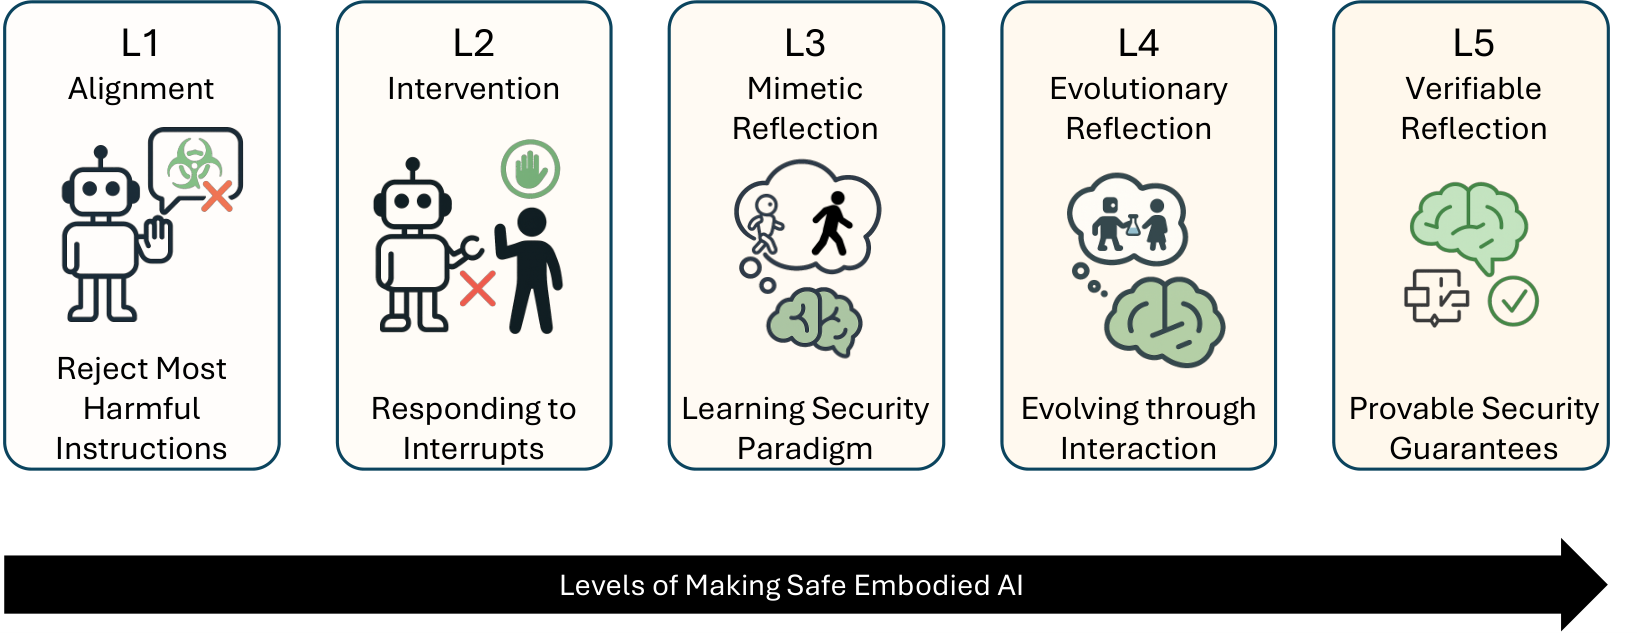 L1
Alignment
Reject Most
Harmful
Instructions
L2
Intervention
Responding to
Interrupts
L3
Mimetic
Reflection
Learning Security
Paradigm
L4
Evolutionary
Reflection
Evolving through
Interaction
L5
Verifiable
Reflection
Provable Security
Guarantees
Levels of Making Safe Embodied AI